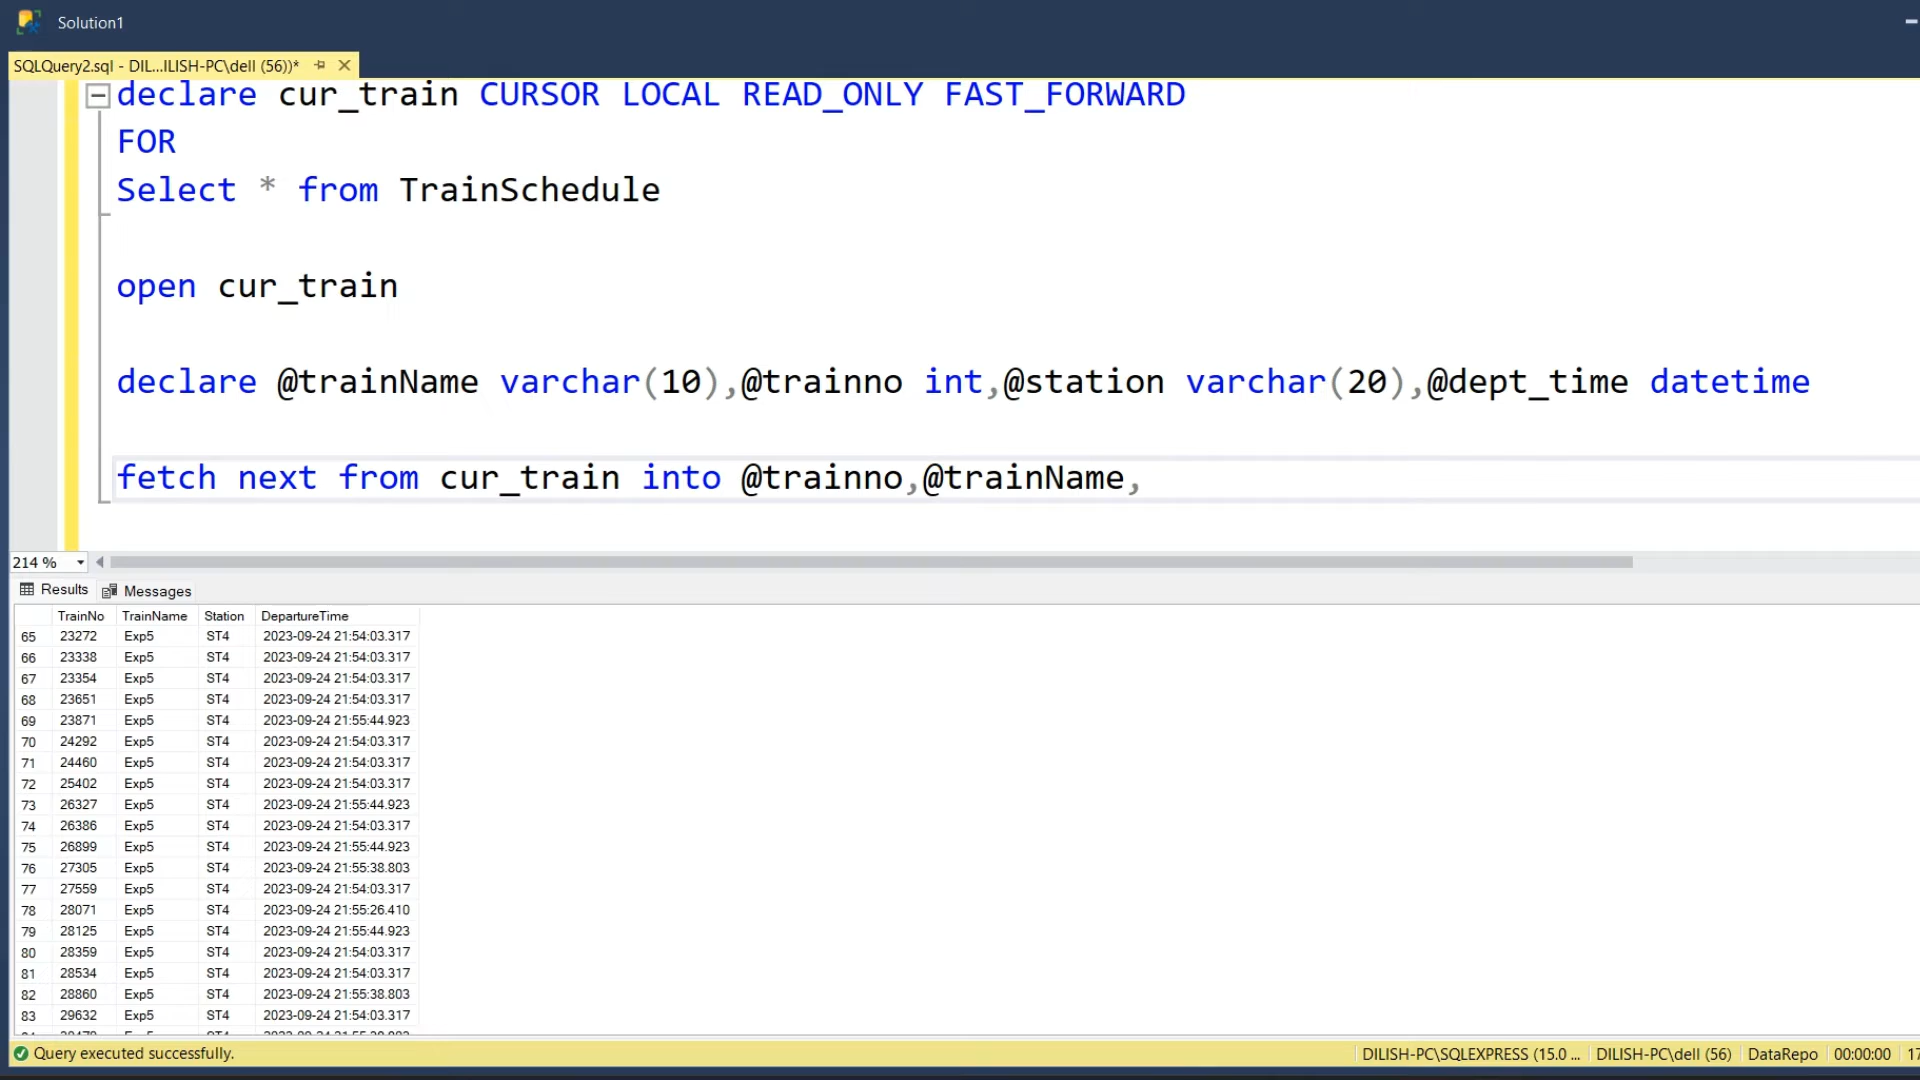 Solution1
SQLQuery2.sql - DIL...ILISH-PC\dell (56))*
declare cur_train CURSOR LOCAL READ_ONLY FAST_FORWARD
FOR
Select * from TrainSchedule
open cur_train
declare @trainName varchar(10),@trainno int,@station varchar(20),@dept_time datetime
fetch next from cur_train into @trainno,@trainName,
214 %
Results Messages
TrainNo TrainName Station DepartureTime
65 23272 Exp5 ST4 2023-09-24 21:54:03.317
66 23338 Exp5 ST4 2023-09-24 21:54:03.317
67 23354 Exp5 ST4 2023-09-24 21:54:03.317
68 23651 Exp5 ST4 2023-09-24 21:54:03.317
69 23871 Exp5 ST4 2023-09-24 21:55:44.923
70 24292 Exp5 ST4 2023-09-24 21:54:03.317
71 24460 Exp5 ST4 2023-09-24 21:54:03.317
72 25402 Exp5 ST4 2023-09-24 21:54:03.317
73 26327 Exp5 ST4 2023-09-24 21:55:44.923
74 26386 Exp5 ST4 2023-09-24 21:54:03.317
75 26899 Exp5 ST4 2023-09-24 21:55:44.923
76 27305 Exp5 ST4 2023-09-24 21:55:38.803
77 27559 Exp5 ST4 2023-09-24 21:54:03.317
78 28071 Exp5 ST4 2023-09-24 21:55:26.410
79 28125 Exp5 ST4 2023-09-24 21:55:44.923
80 28359 Exp5 ST4 2023-09-24 21:54:03.317
81 28534 Exp5 ST4 2023-09-24 21:54:03.317
82 28860 Exp5 ST4 2023-09-24 21:55:38.803
83 29632 Exp5 ST4 2023-09-24 21:54:03.317
Query executed successfully. DILISH-PC\SQLEXPRESS (15.0 ... DILISH-PC\dell (56) DataRepo 00:00:00 17